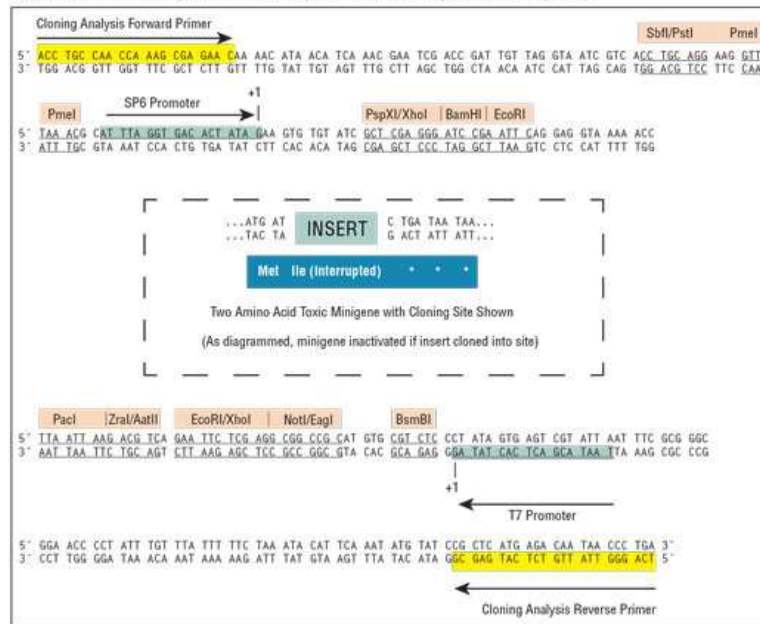 Cloning Analysis Forward Primer
SbfI/PstI PmeI
5' ACC TGC CAA CCA AAG CGA GAA CAA AAC ATA ACA TCA AAC GAA TCG ACC GAT TGT TAG GTA ATC GTC ACC TGC AGG AAG GTT
3' TGG ACG GTT GGT TTC GCT CTT GTT TTG TAT TGT AGT TTG CTT AGC TGG CTA ACA ATC CAT TAG CAG TGG ACG TCC TTC CAA
PmeI SP6 Promoter +1 PspXI/XhoI BamHI EcoRI
5' TAA ACG CAT TTA GGT GAC ACT ATA GAA GTG TGT ATC GCT CGA GGG ATC CGA ATT CAG GAG GTA AAA ACC
3' ATT TGC GTA AAT CCA CTG TGA TAT CTT CAC ACA TAG CGA GCT CCC TAG GCT TAA GTC CTC CAT TTT TGG
...ATG AT INSERT C TGA TAA TAA...
...TAC TA G ACT ATT ATT...
Met Ile (Interrupted) * * *
Two Amino Acid Toxic Minigene with Cloning Site Shown
(As diagrammed, minigene inactivated if insert cloned into site)
PacI ZraI/AatII EcoRI/XhoI NotI/EagI BsmBI
5' TTA ATT AAG ACG TCA GAA TTC TCG AGG CGG CCG CAT GTG CGT CTC CCT ATA GTG AGT CGT ATT AAT TTC GCG GGC
3' AAT TAA TTC TGC AGT CTT AAG AGC TCC GCC GGC GTA CAC GCA GAG GGA TAT CAC TCA GCA TAA TTA AAG CGC CCG
+1
T7 Promoter
5' GGA ACC CCT ATT TGT TTA TTT TTC TAA ATA CAT TCA AAT ATG TAT CCG CTC ATG AGA CAA TAA CCC TGA 3'
3' CCT TGG GGA TAA ACA AAT AAA AAG ATT TAT GTA AGT TTA TAC ATA GGC GAG TAC TCT GTT ATT GGG ACT 5'
Cloning Analysis Reverse Primer